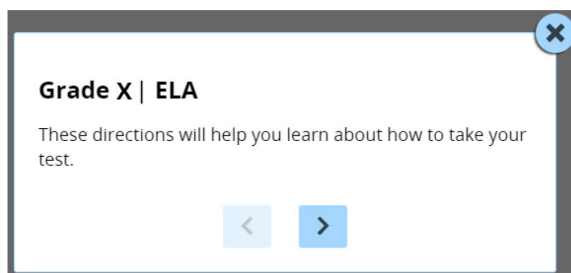 Grade X | ELA
These directions will help you learn about how to take your
test.